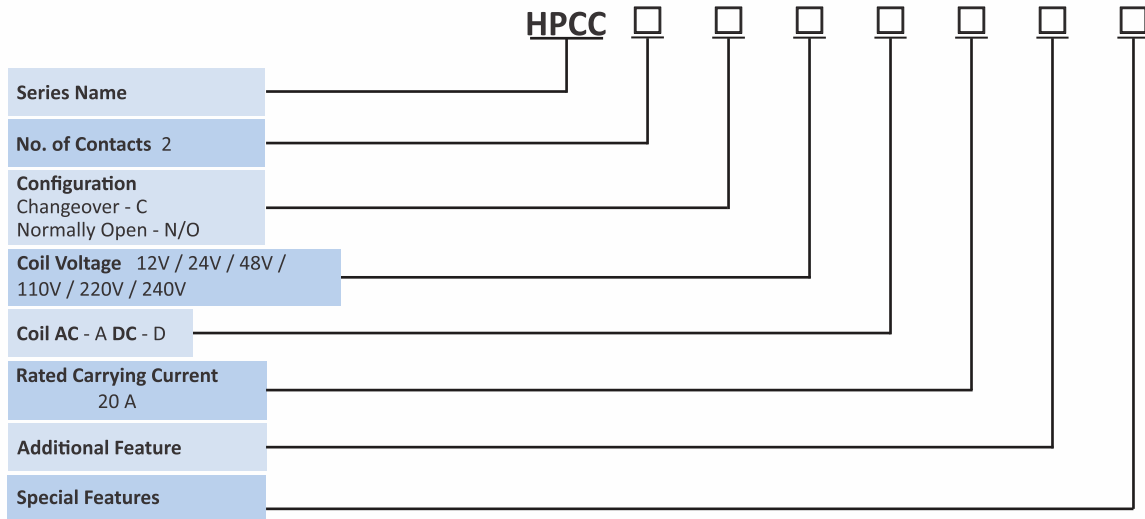 HPCC
Series Name
No. of Contacts 2
Configuration
Changeover - C
Normally Open - N/O
Coil Voltage 12V / 24V / 48V /
110V / 220V / 240V
Coil AC - A DC - D
Rated Carrying Current
20 A
Additional Feature
Special Features